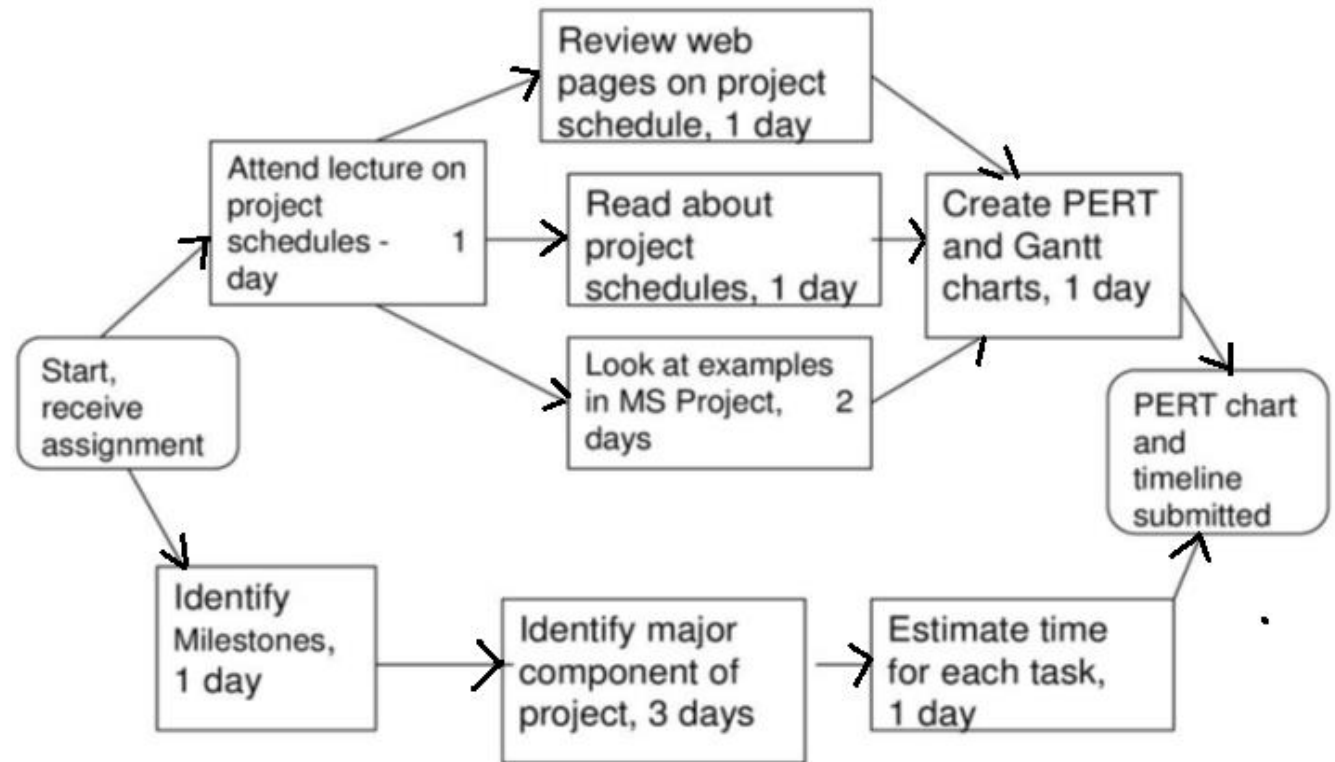 Review web
pages on project
schedule, 1 day
Attend lecture on
project
schedules - 1
day
Read about
project
schedules, 1 day
Create PERT
and Gantt
charts, 1 day
Start,
receive
assignment
Look at examples
in MS Project, 2
days
PERT chart
and
timeline
submitted
Identify
Milestones,
1 day
Identify major
component of
project, 3 days
Estimate time
for each task,
1 day